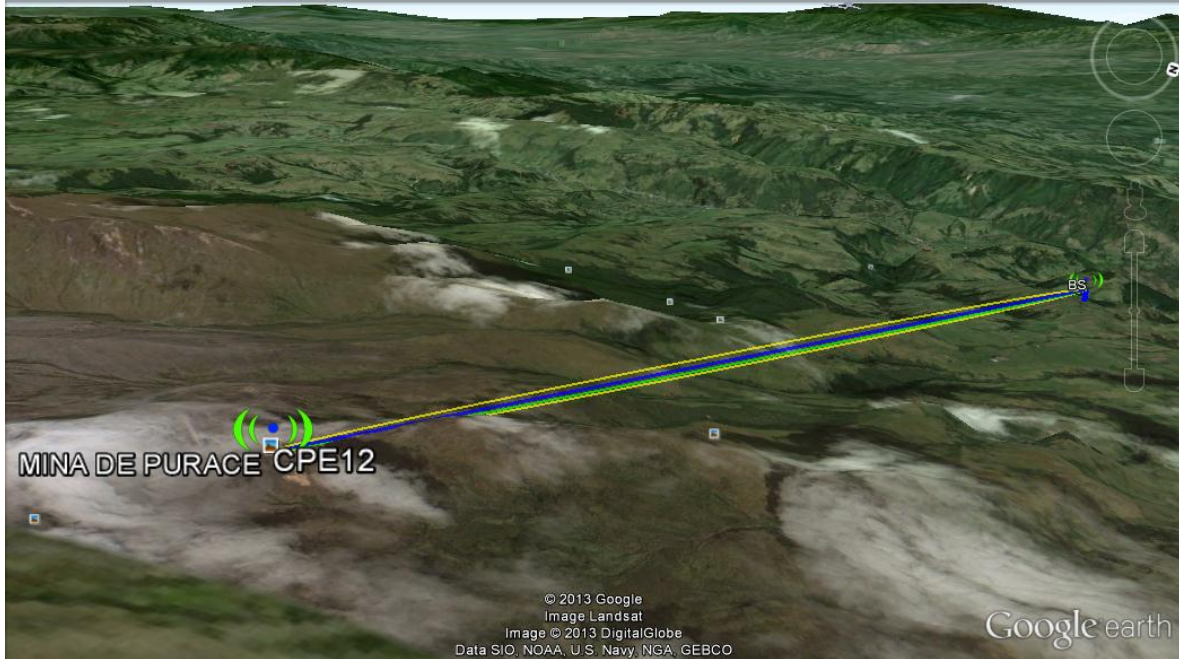 N
BS
MINA DE PURACE CPE12
© 2013 Google
Image Landsat
Image © 2013 DigitalGlobe
Data SIO, NOAA, U.S. Navy, NGA, GEBCO
Google earth